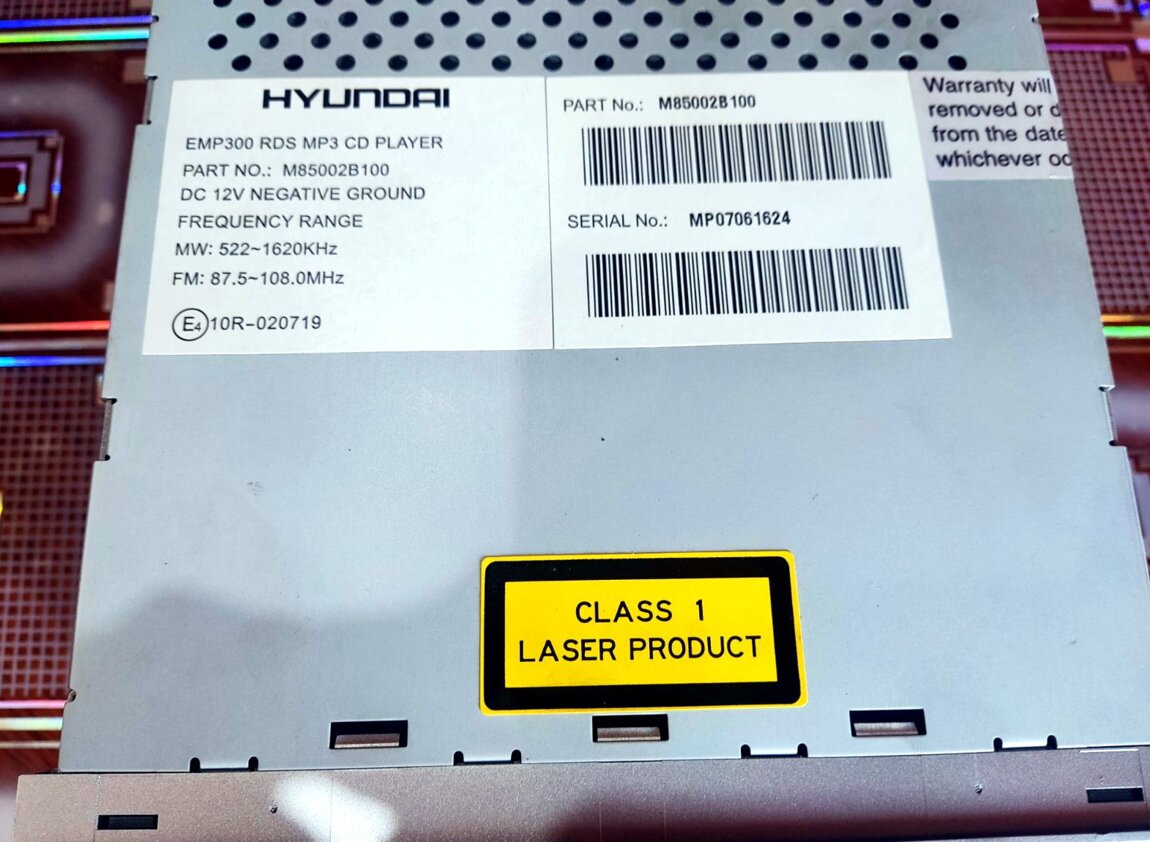 HYUNDAI
EMP300 RDS MP3 CD PLAYER
PART NO.: M85002B100
DC 12V NEGATIVE GROUND
FREQUENCY RANGE
MW: 522~1620KHz
FM: 87.5~108.0MHz
E4 10R-020719
PART No.: M85002B100
SERIAL No.: MP07061624
Warranty will
removed or d
from the date
whichever oc
CLASS 1
LASER PRODUCT